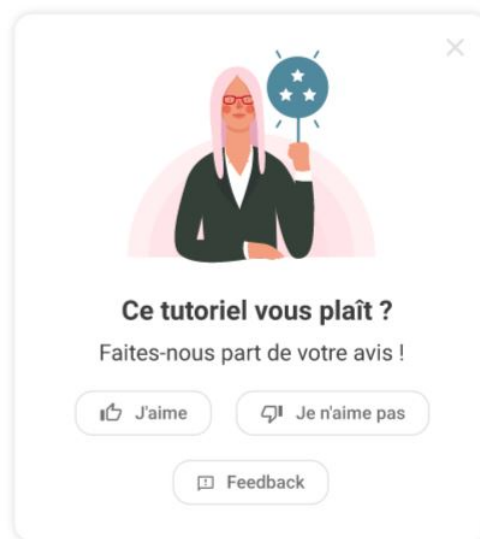 Ce tutoriel vous plaît ?
Faites-nous part de votre avis !
J'aime
Je n'aime pas
Feedback